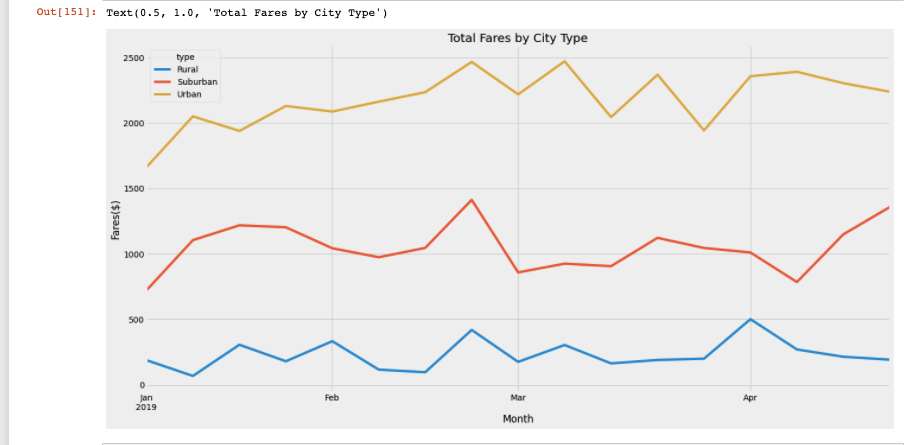 Out[151]: Text(0.5, 1.0, 'Total Fares by City Type')
Total Fares by City Type
type
Rural
Suburban
Urban
Fares($)
2500
2000
1500
1000
500
0
Jan Feb Mar Apr
2019
Month